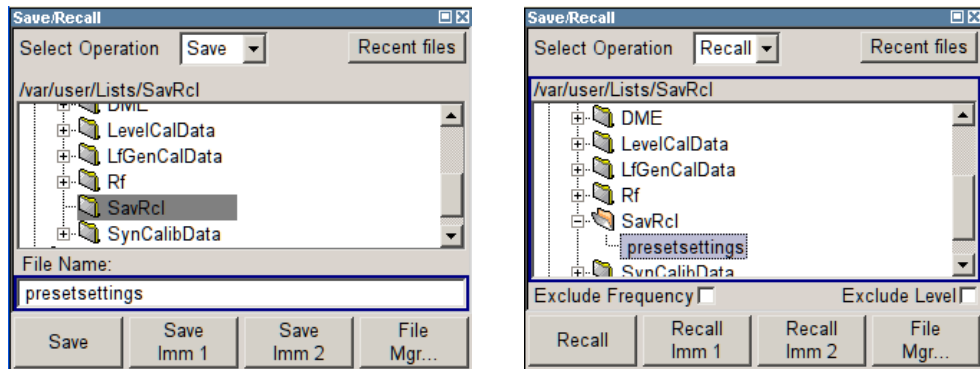 Save/Recall
Select Operation Save Recent files
/var/user/Lists/SavRcl
DME
LevelCalData
LfGenCalData
Rf
SavRcl
SynCalibData
File Name:
presetsettings
Save
Save Imm 1
Save Imm 2
File Mgr...
Save/Recall
Select Operation Recall Recent files
/var/user/Lists/SavRcl
DME
LevelCalData
LfGenCalData
Rf
SavRcl
presetsettings
SynCalibData
Exclude Frequency Exclude Level
Recall
Recall Imm 1
Recall Imm 2
File Mgr...